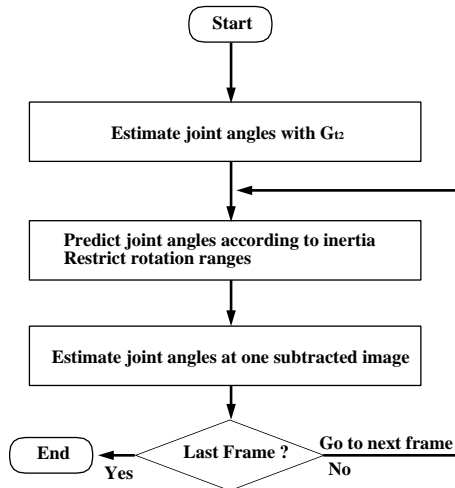 Start
Estimate joint angles with Gt2
Predict joint angles according to inertia
Restrict rotation ranges
Estimate joint angles at one subtracted image
Last Frame ?
Go to next frame
End
Yes
No